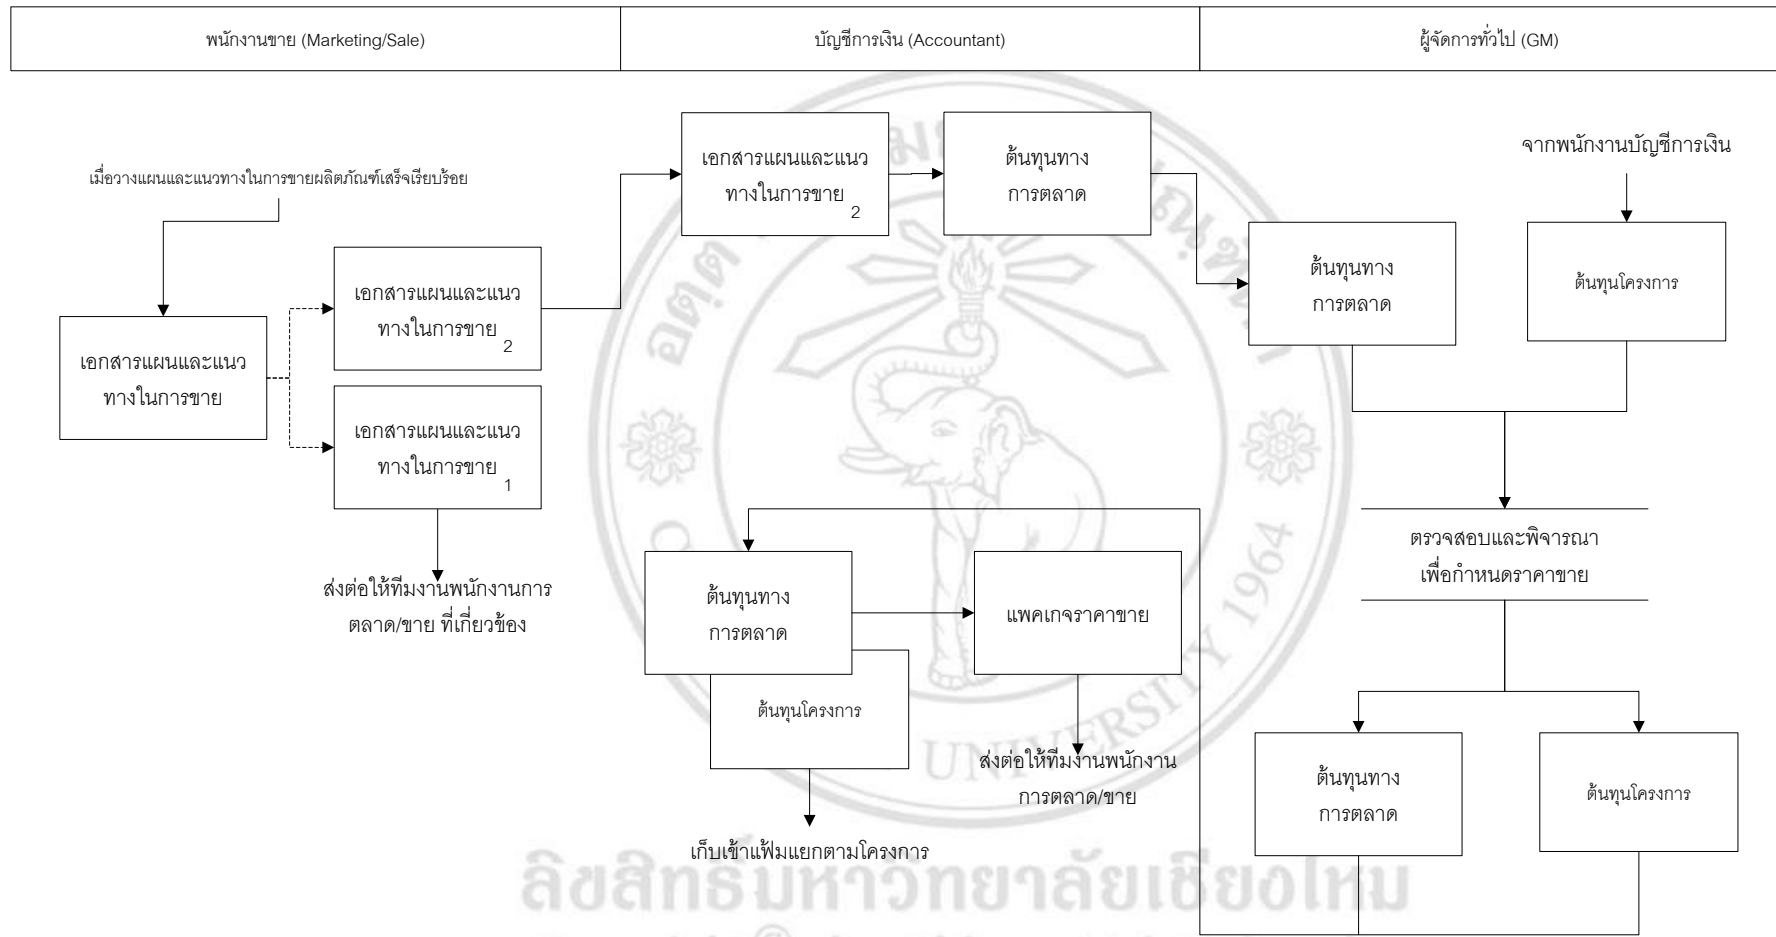 พนักงานขาย (Marketing/Sale)
บัญชีการเงิน (Accountant)
ผู้จัดการทั่วไป (GM)
เมื่อวางแผนและแนวทางในการขายผลิตภัณฑ์เสร็จเรียบร้อย
เอกสารแผนและแนว
ทางในการขาย
เอกสารแผนและแนว
ทางในการขาย
2
เอกสารแผนและแนว
ทางในการขาย
1
ส่งต่อให้ทีมงานพนักงานการ
ตลาด/ขาย ที่เกี่ยวข้อง
เอกสารแผนและแนว
ทางในการขาย
2
ต้นทุนทาง
การตลาด
ต้นทุนทาง
การตลาด
จากพนักงานบัญชีการเงิน
ต้นทุนโครงการ
ตรวจสอบและพิจารณา
เพื่อกำหนดราคาขาย
ต้นทุนทาง
การตลาด
ต้นทุนโครงการ
ต้นทุนทาง
การตลาด
ต้นทุนโครงการ
เก็บเข้าแฟ้มแยกตามโครงการ
แพคเกจราคาขาย
ส่งต่อให้ทีมงานพนักงาน
การตลาด/ขาย
UNIVERSITY 1964
ลิขสิทธิ์มหาวิทยาลัยเชียงใหม่